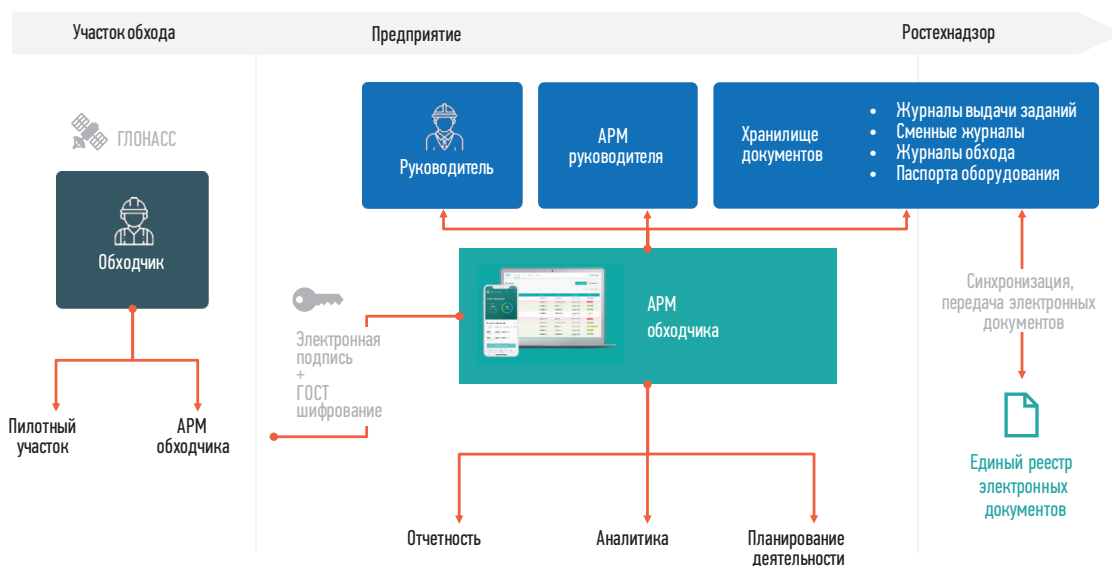 Участок обхода
Предприятие
Ростехнадзор
ГЛОНАСС
Обходчик
Пилотный
участок
АРМ
обходчика
Электронная
подпись
+
ГОСТ
шифрование
Руководитель
АРМ
руководителя
Хранилище
документов
• Журналы выдачи заданий
• Сменные журналы
• Журналы обхода
• Паспорта оборудования
АРМ
обходчика
Отчетность
Аналитика
Планирование
деятельности
Синхронизация,
передача электронных
документов
Единый реестр
электронных
документов